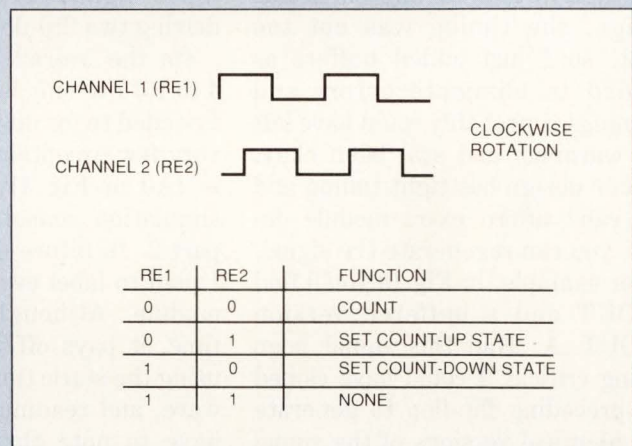 CHANNEL 1 (RE1)
CHANNEL 2 (RE2)
CLOCKWISE
ROTATION
RE1 RE2 FUNCTION
0 0 COUNT
0 1 SET COUNT-UP STATE
1 0 SET COUNT-DOWN STATE
1 1 NONE